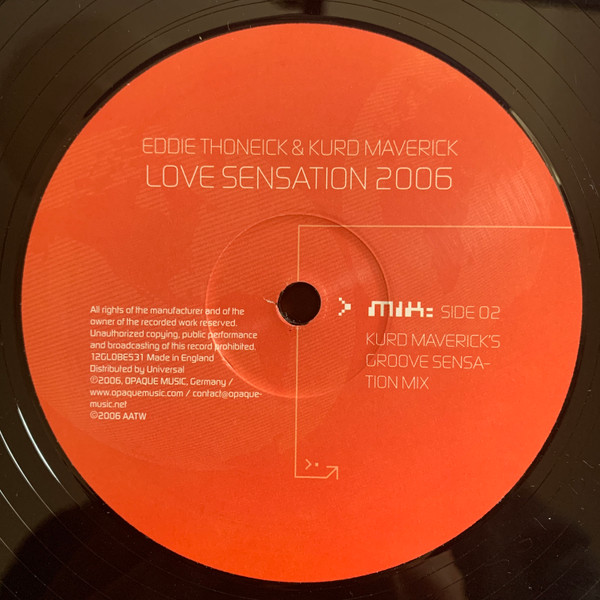 EDDIE THONEICK & KURD MAVERICK
LOVE SENSATION 2006
MIX: SIDE 02
KURD MAVERICK'S
GROOVE SENSA-
TION MIX
All rights of the manufacturer and of the
owner of the recorded work reserved.
Unauthorized copying, public performance
and broadcasting of this record prohibited.
12GLOBE531 Made in England
Distributed by Universal
℗2006, OPAQUE MUSIC, Germany /
www.opaquemusic.com / contact@opaque-
music.net
©2006 AATW